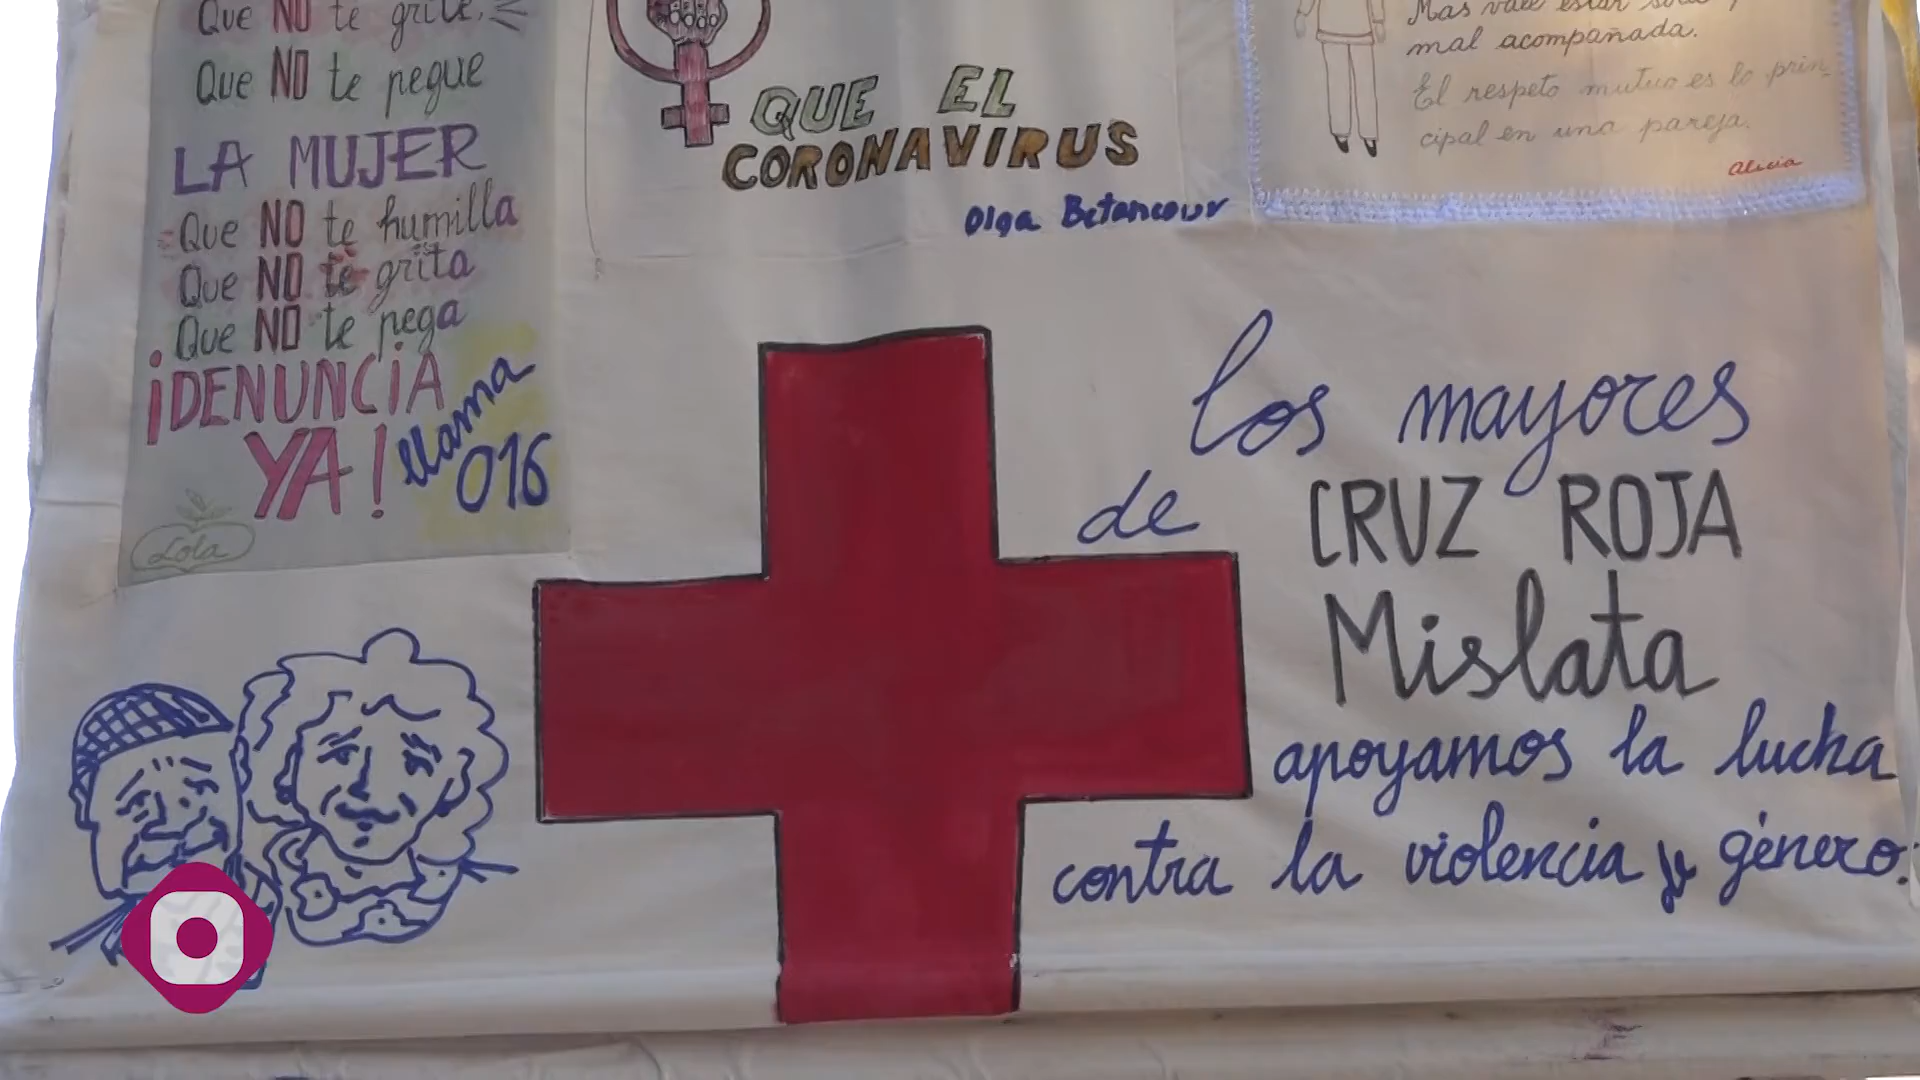 Que NO te grite,
Que NO te pegue
LA MUJER
Que NO te humilla
Que NO te grita
Que NO te pega
¡DENUNCIA
YA!
llama
016
Lola
QUE EL
CORONAVIRUS
Olga Betancour
Mas vale estar
mal acompañada.
El respeto mutuo es lo prin-
cipal en una pareja.
Alicia
los mayores
de CRUZ ROJA
Mislata
apoyamos la lucha
contra la violencia género.